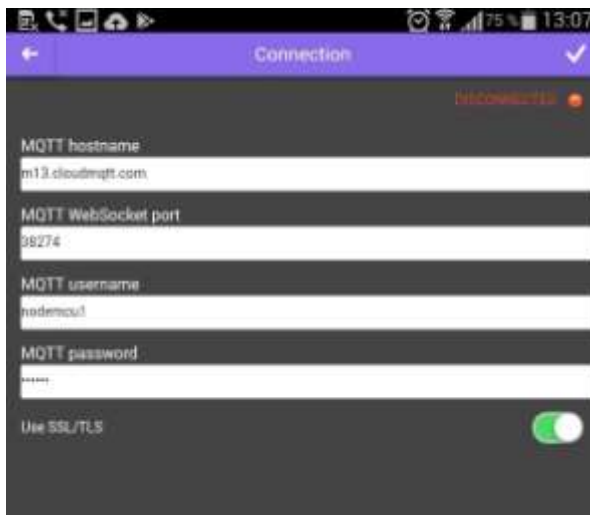 75 % 13:07
Connection
DISCONNECTED
MQTT hostname
m13.cloudmqtt.com
MQTT WebSocket port
38274
MQTT username
nodemcu1
MQTT password
••••••
Use SSL/TLS